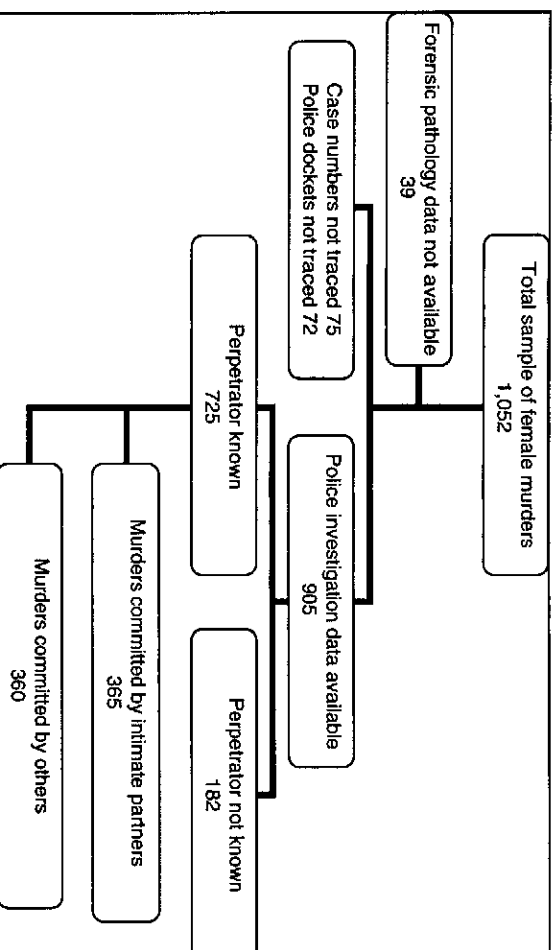 Total sample of female murders
1,052
Forensic pathology data not available
39
Case numbers not traced 75
Police dockets not traced 72
Police investigation data available
905
Perpetrator known
725
Perpetrator not known
182
Murders committed by intimate partners
365
Murders committed by others
360